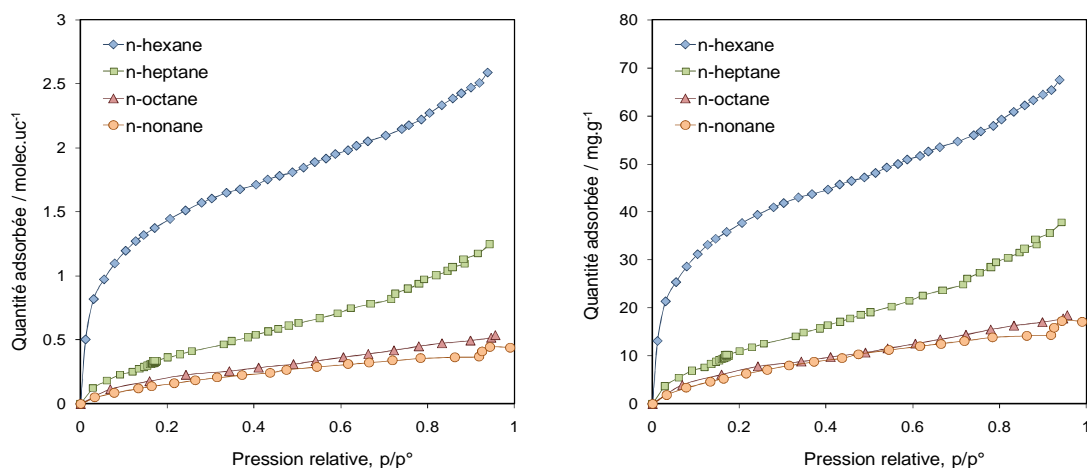 3
2.5
2
1.5
1
0.5
0
0
0.2
0.4
0.6
0.8
1
Quantité adsorbée / molec.uc⁻¹
Pression relative, p/p°
n-hexane
n-heptane
n-octane
n-nonane
80
70
60
50
40
30
20
10
0
0
0.2
0.4
0.6
0.8
1
Quantité adsorbée / mg.g⁻¹
Pression relative, p/p°
n-hexane
n-heptane
n-octane
n-nonane